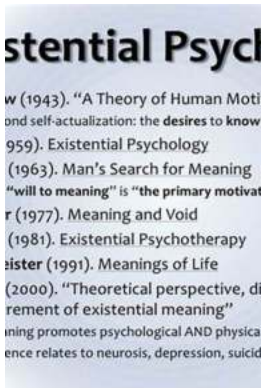 stential Psych
w (1943). “A Theory of Human Moti
ond self-actualization: the desires to know
959). Existential Psychology
(1963). Man’s Search for Meaning
“will to meaning” is “the primary motivat
r (1977). Meaning and Void
(1981). Existential Psychotherapy
eister (1991). Meanings of Life
(2000). “Theoretical perspective, di
rement of existential meaning”
ning promotes psychological AND physica
ence relates to neurosis, depression, suicid